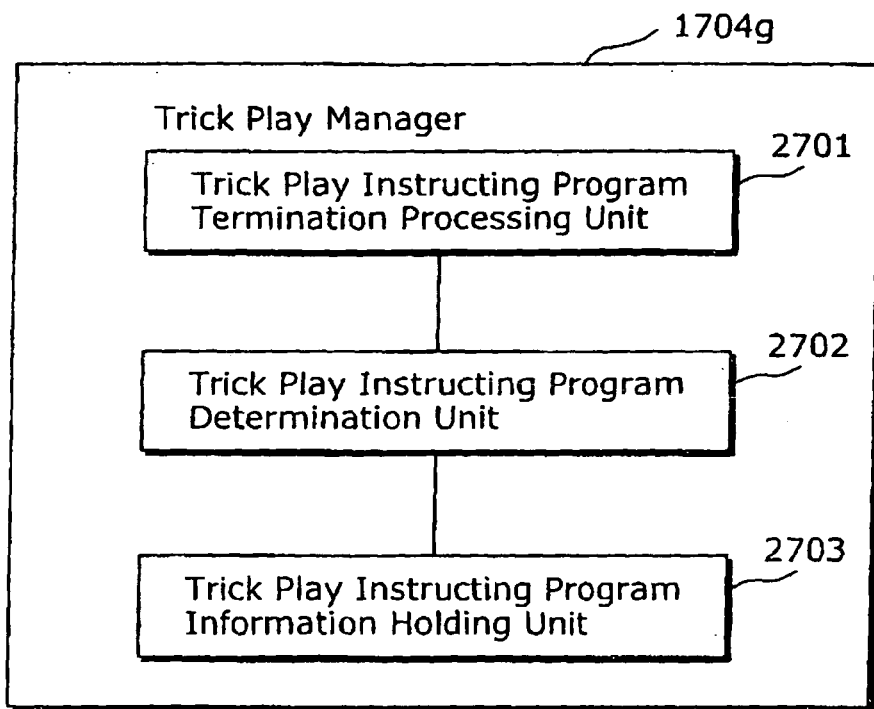 1704g
Trick Play Manager
2701
Trick Play Instructing Program
Termination Processing Unit
2702
Trick Play Instructing Program
Determination Unit
2703
Trick Play Instructing Program
Information Holding Unit